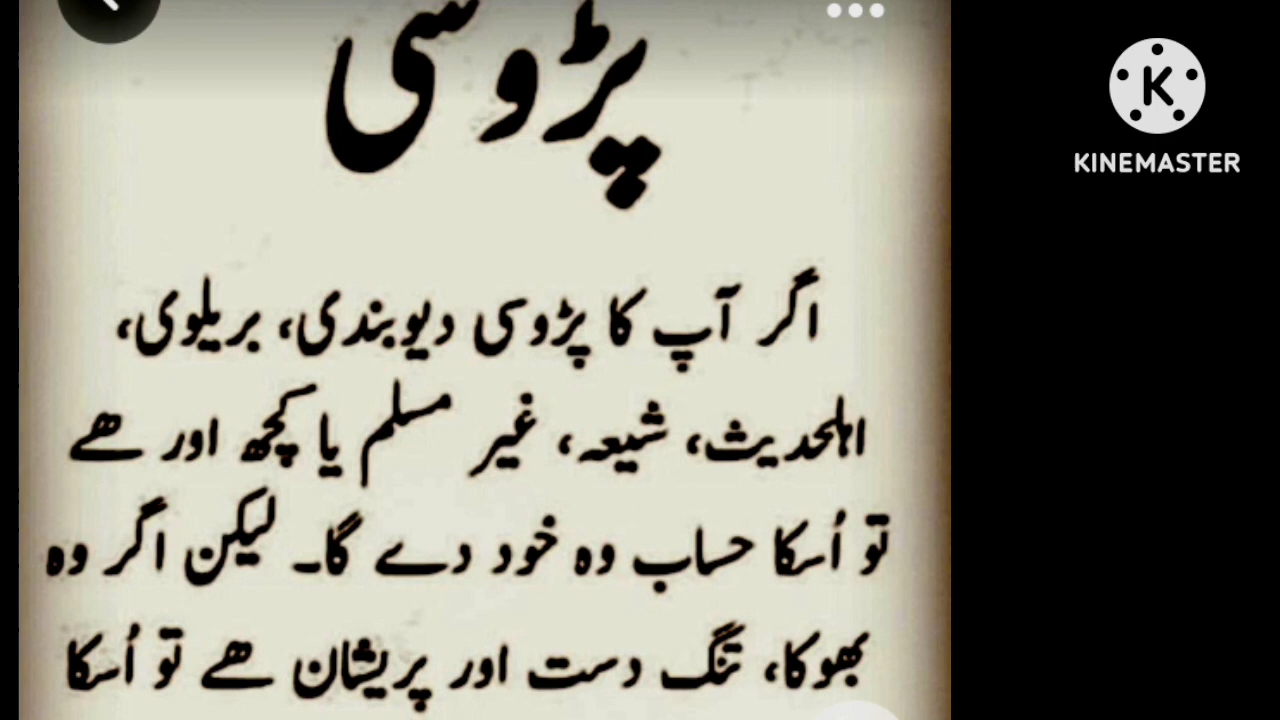 پڑوسی
KINEMASTER
اگر آپ کا پڑوسی دیوبندی، بریلوی،
اہلحدیث، شیعہ، غیر مسلم یا کچھ اور ھے
تو اُسکا حساب وہ خود دے گا۔ لیکن اگر وہ
بھوکا، تنگ دست اور پریشان ھے تو اُسکا